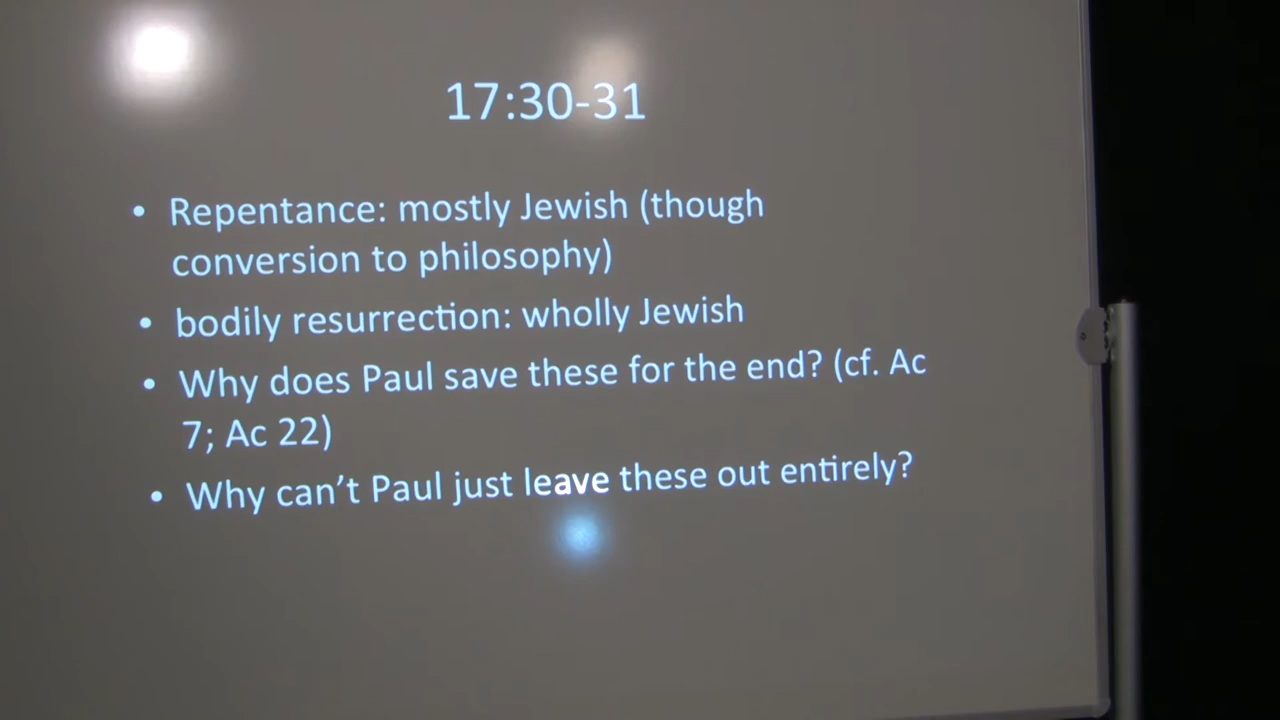 17:30-31
• Repentance: mostly Jewish (though
conversion to philosophy)
• bodily resurrection: wholly Jewish
• Why does Paul save these for the end? (cf. Ac
7; Ac 22)
• Why can’t Paul just leave these out entirely?